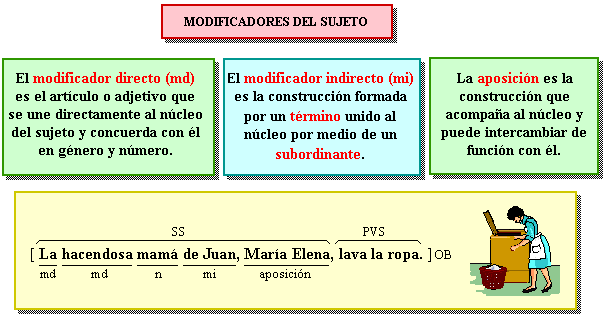 MODIFICADORES DEL SUJETO
El modificador directo (md)
es el artículo o adjetivo que
se une directamente al núcleo
del sujeto y concuerda con él
en género y número.
El modificador indirecto (mi)
es la construcción formada
por un término unido al
núcleo por medio de un
subordinante.
La aposición es la
construcción que
acompaña al núcleo y
puede intercambiar de
función con él.
SS PVS
[ La hacendosa mamá de Juan, María Elena, lava la ropa. ] OB
md md n mi aposición